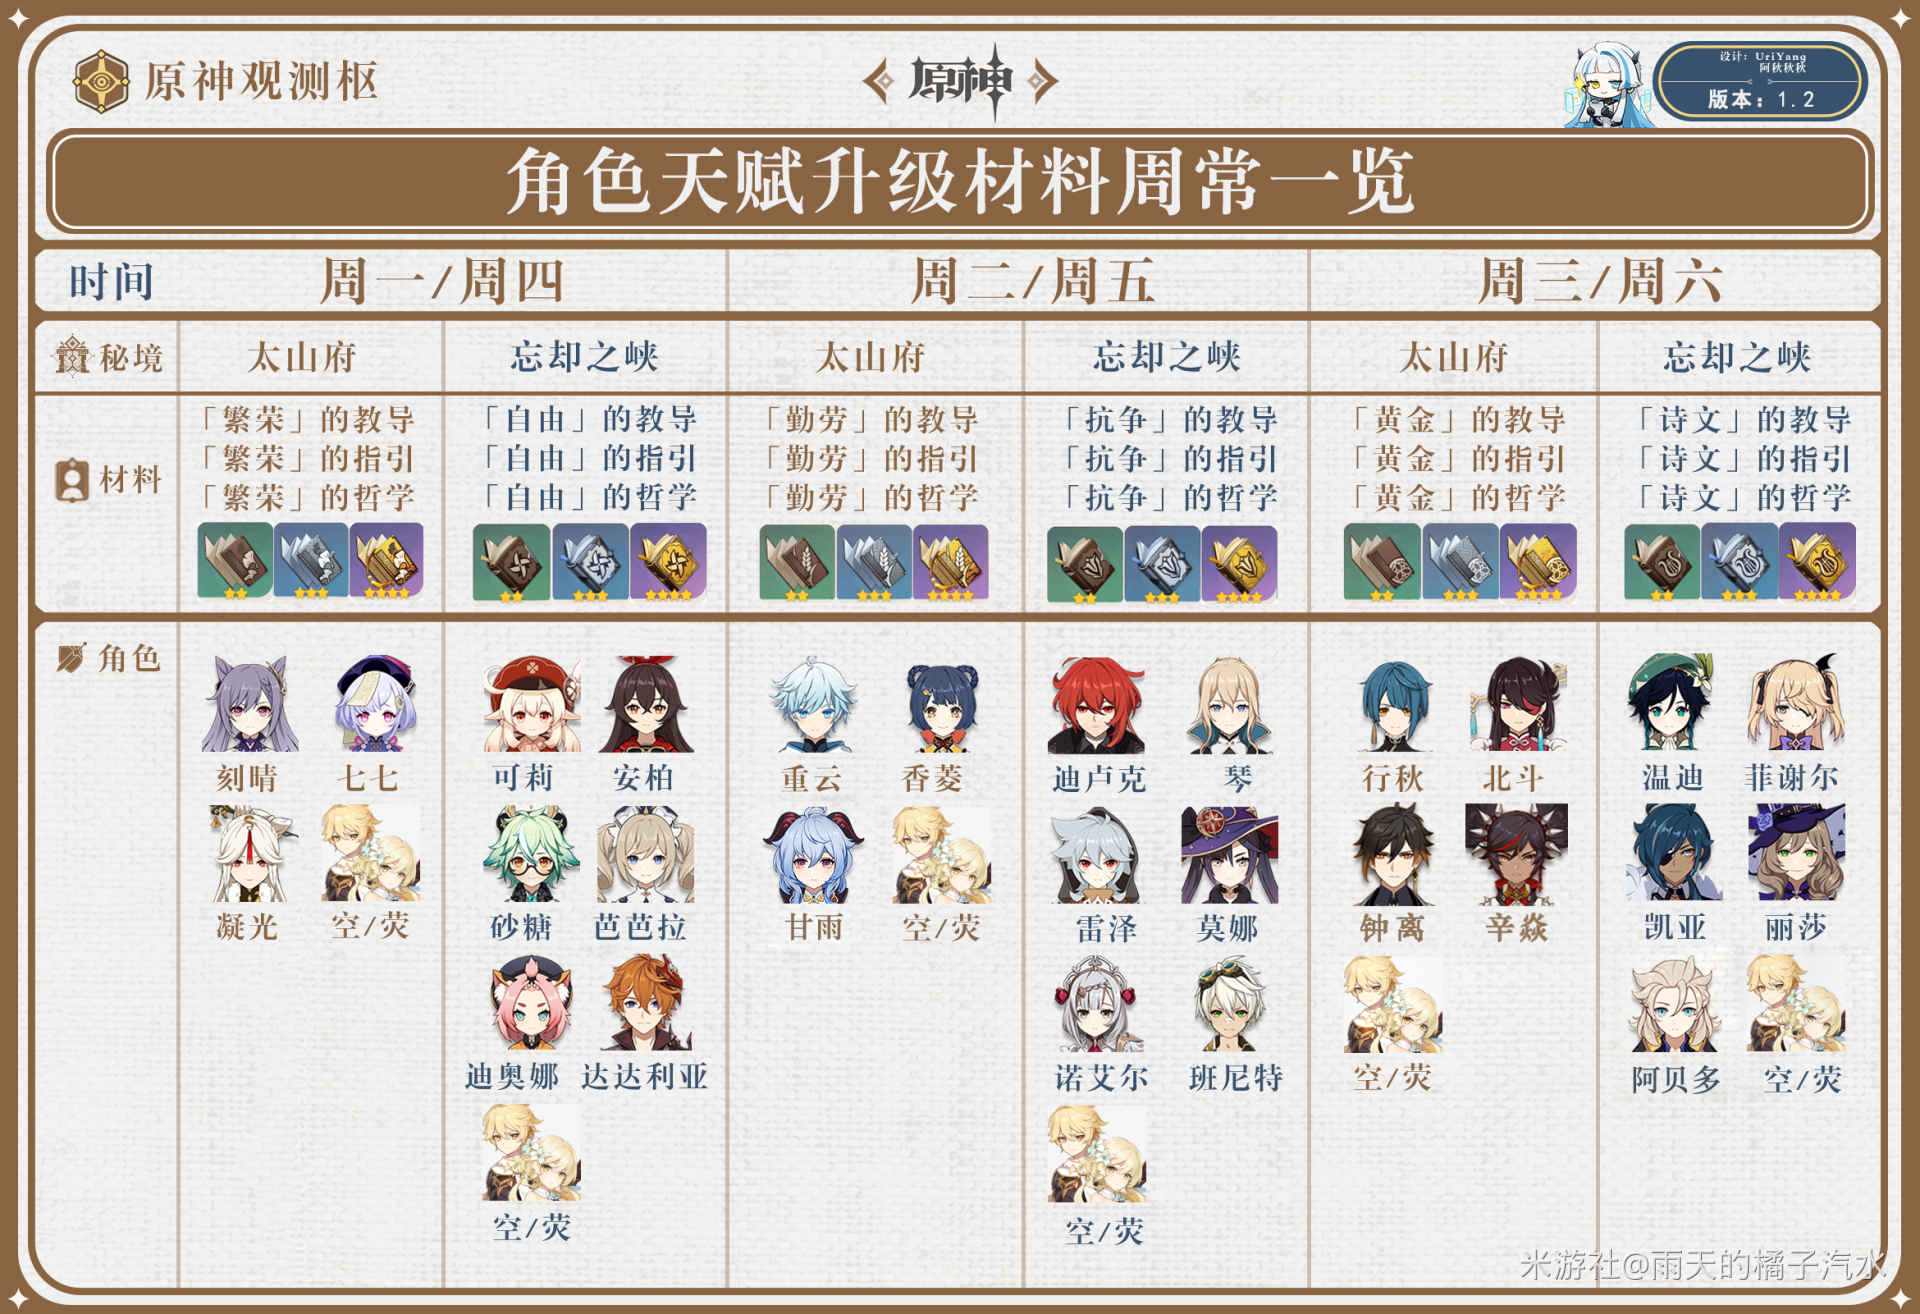 原神观测枢
原神
设计：UriYang
阿秋秋秋
版本：1.2
角色天赋升级材料周常一览
时间
周一/周四
周二/周五
周三/周六
秘境
太山府
忘却之峡
太山府
忘却之峡
太山府
忘却之峡
材料
「繁荣」的教导
「繁荣」的指引
「繁荣」的哲学
「自由」的教导
「自由」的指引
「自由」的哲学
「勤劳」的教导
「勤劳」的指引
「勤劳」的哲学
「抗争」的教导
「抗争」的指引
「抗争」的哲学
「黄金」的教导
「黄金」的指引
「黄金」的哲学
「诗文」的教导
「诗文」的指引
「诗文」的哲学
角色
刻晴 七七
凝光 空/荧
可莉 安柏
砂糖 芭芭拉
迪奥娜 达达利亚
空/荧
重云 香菱
甘雨 空/荧
迪卢克 琴
雷泽 莫娜
诺艾尔 班尼特
空/荧
行秋 北斗
钟离 辛焱
空/荧
温迪 菲谢尔
凯亚 丽莎
阿贝多 空/荧
米游社@雨天的橘子汽水